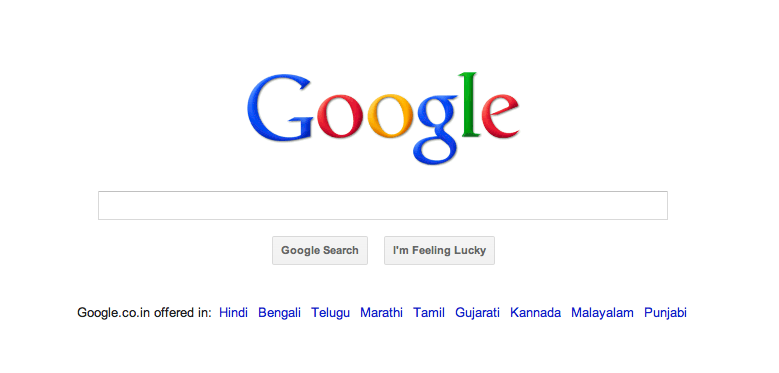 Google
Google Search I'm Feeling Lucky
Google.co.in offered in: Hindi Bengali Telugu Marathi Tamil Gujarati Kannada Malayalam Punjabi